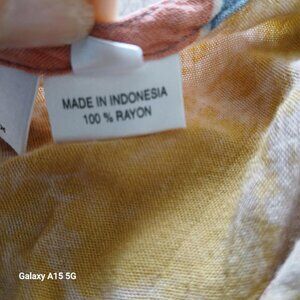 MADE IN INDONESIA
100 % RAYON
Galaxy A15 5G